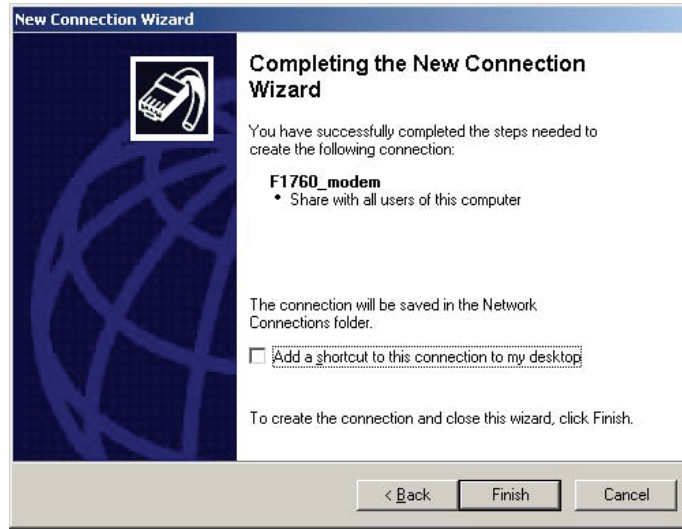 New Connection Wizard
Completing the New Connection
Wizard
You have successfully completed the steps needed to
create the following connection:
F1760_modem
• Share with all users of this computer
The connection will be saved in the Network
Connections folder.
Add a shortcut to this connection to my desktop
To create the connection and close this wizard, click Finish.
< Back
Finish
Cancel